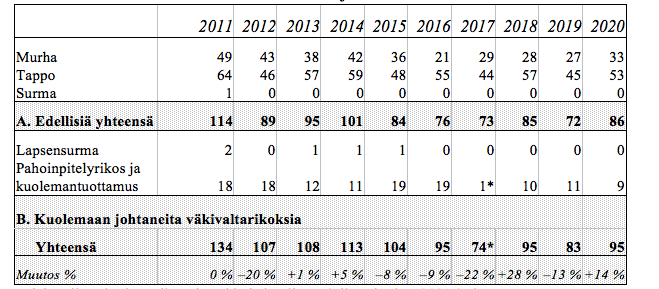 2011 2012 2013 2014 2015 2016 2017 2018 2019 2020
Murha 49 43 38 42 36 21 29 28 27 33
Tappo 64 46 57 59 48 55 44 57 45 53
Surma 1 0 0 0 0 0 0 0 0 0
A. Edellisiä yhteensä 114 89 95 101 84 76 73 85 72 86
Lapsensurma 2 0 1 1 1 0 0 0 0 0
Pahoinpitelyrikos ja
kuolemantuottamus 18 18 12 11 19 19 1* 10 11 9
B. Kuolemaan johtaneita väkivaltarikoksia
Yhteensä 134 107 108 113 104 95 74* 95 83 95
Muutos % 0 % –20 % +1 % +5 % –8 % –9 % –22 % +28 % –13 % +14 %